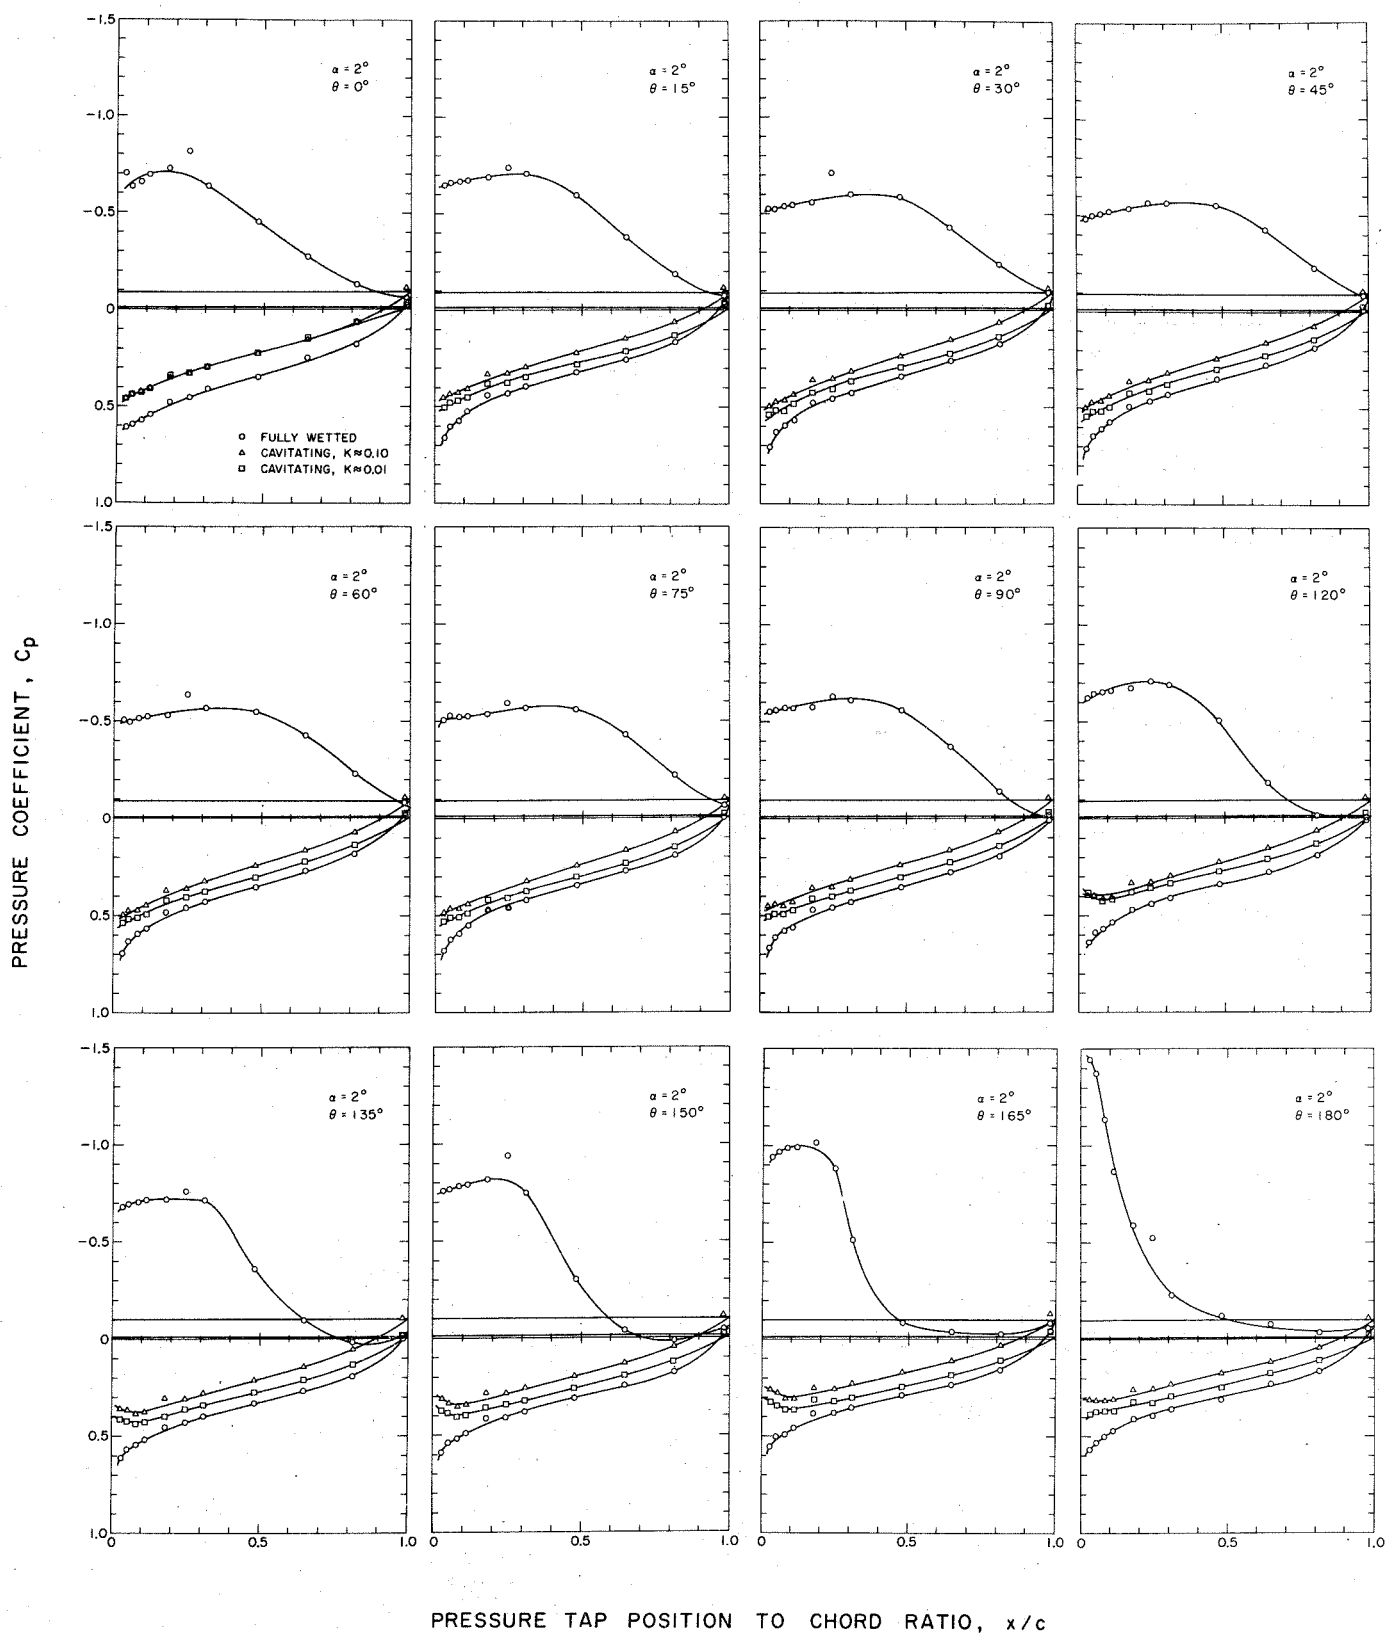 -1.5
-1.0
-0.5
0
0.5
1.0
α = 2°
θ = 0°
α = 2°
θ = 15°
α = 2°
θ = 30°
α = 2°
θ = 45°
○ FULLY WETTED
△ CAVITATING, K≈0.10
□ CAVITATING, K≈0.01
-1.5
-1.0
-0.5
0
0.5
1.0
α = 2°
θ = 60°
α = 2°
θ = 75°
α = 2°
θ = 90°
α = 2°
θ = 120°
-1.5
-1.0
-0.5
0
0.5
1.0
α = 2°
θ = 135°
α = 2°
θ = 150°
α = 2°
θ = 165°
α = 2°
θ = 180°
0 0.5 1.0
0 0.5 1.0
0 0.5 1.0
0 0.5 1.0
PRESSURE COEFFICIENT, Cp
PRESSURE TAP POSITION TO CHORD RATIO, x/c